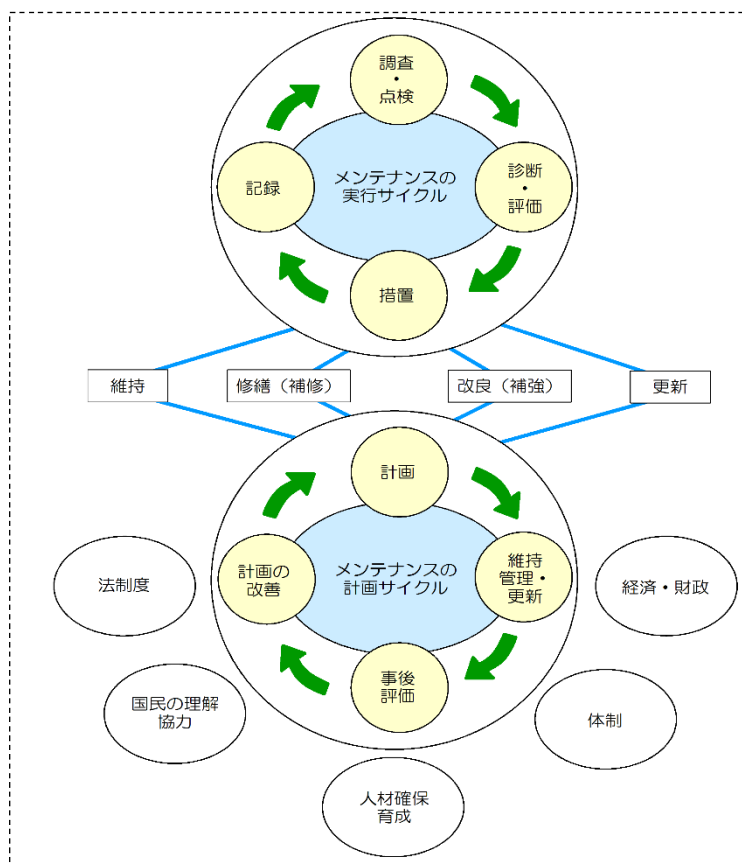 調査
・
点検
記録
メンテナンスの
実行サイクル
診断
・
評価
措置
維持
修繕（補修）
改良（補強）
更新
計画
計画の
改善
メンテナンスの
計画サイクル
維持
管理・
更新
事後
評価
法制度
経済・財政
国民の理解
協力
体制
人材確保
育成